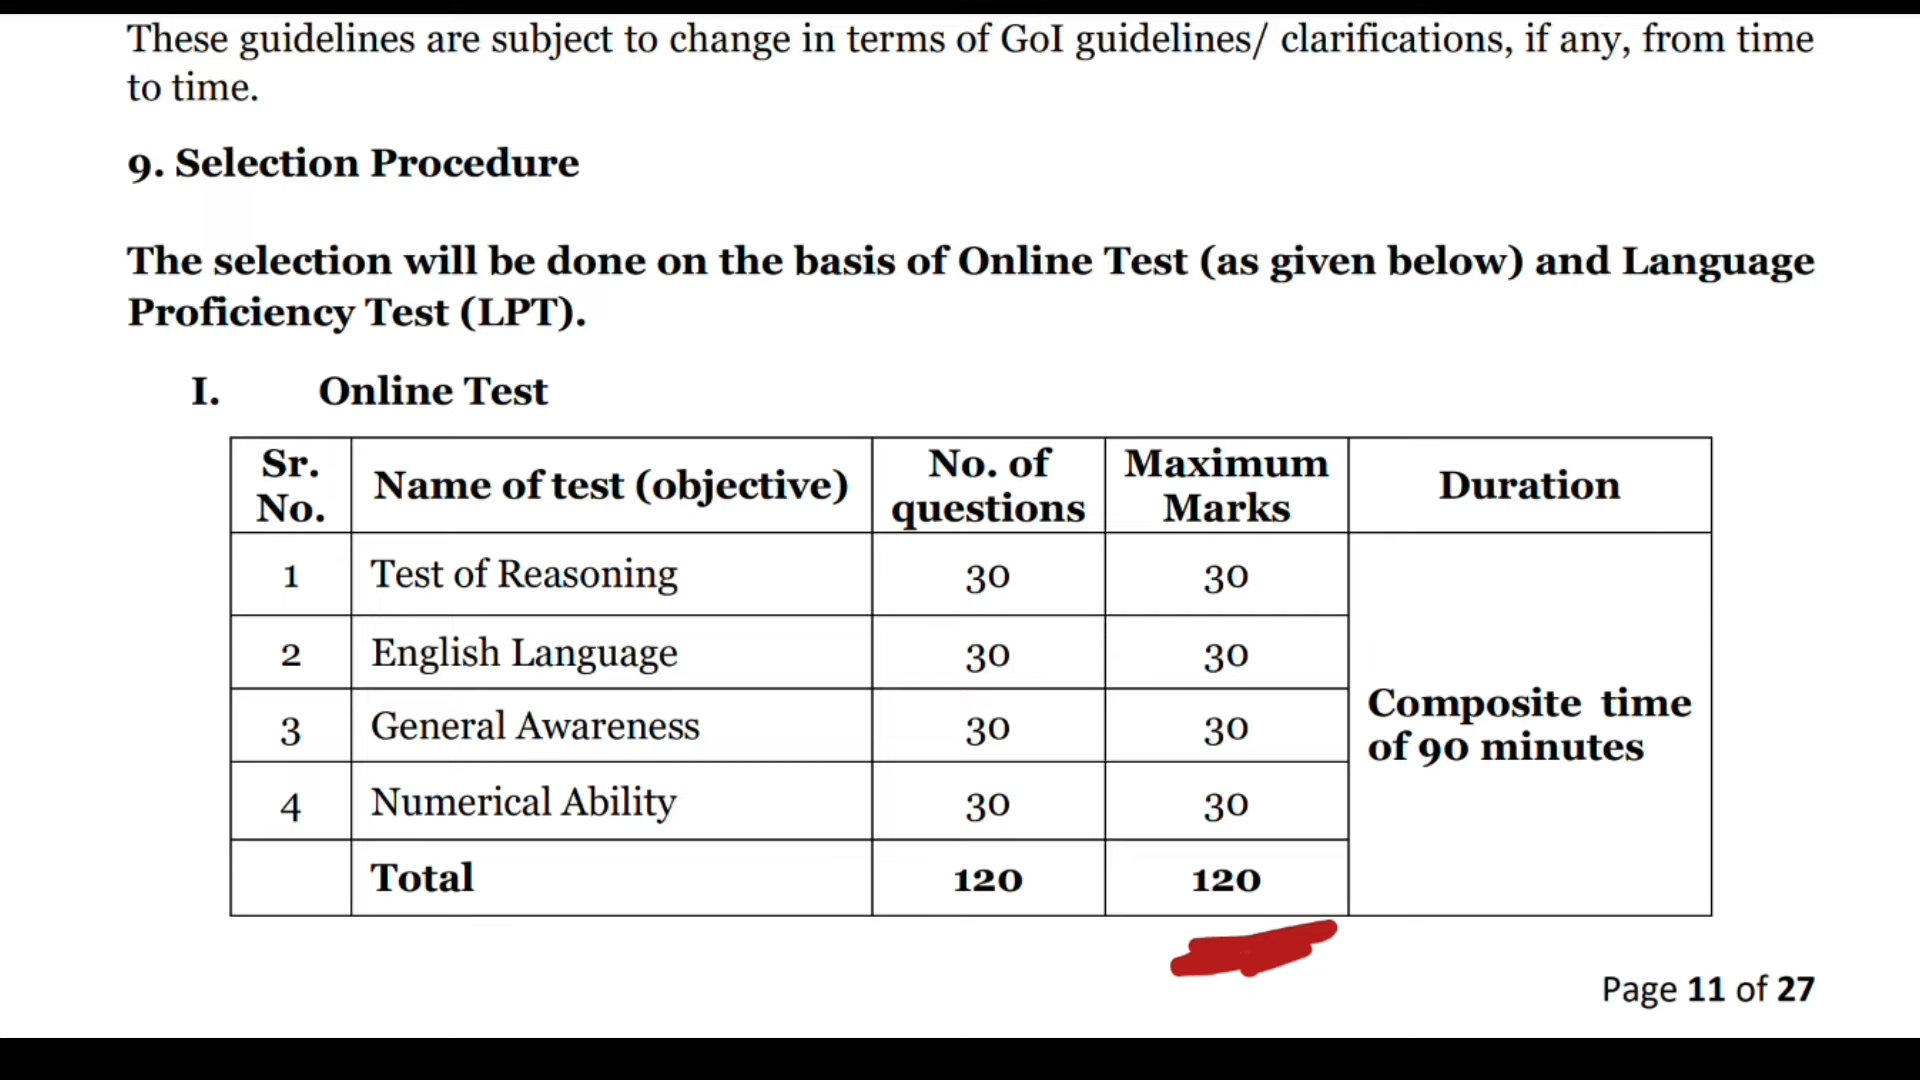 These guidelines are subject to change in terms of GoI guidelines/ clarifications, if any, from time
to time.
9. Selection Procedure
The selection will be done on the basis of Online Test (as given below) and Language
Proficiency Test (LPT).
I. Online Test
Sr. No. Name of test (objective) No. of questions Maximum Marks Duration
1 Test of Reasoning 30 30
2 English Language 30 30
3 General Awareness 30 30
4 Numerical Ability 30 30
Total 120 120
Composite time
of 90 minutes
Page 11 of 27